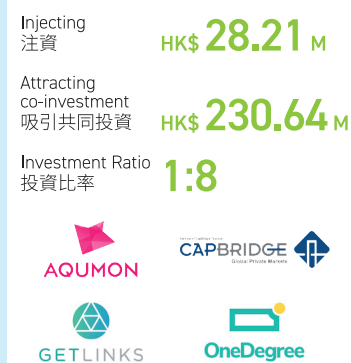 Injecting
注資
HK$ 28.21 M
Attracting
co-investment
吸引共同投資
HK$ 230.64 M
Investment Ratio
投資比率
1:8
AQUMON
CAPBRIDGE
Global Private Markets
GETLINKS
OneDegree